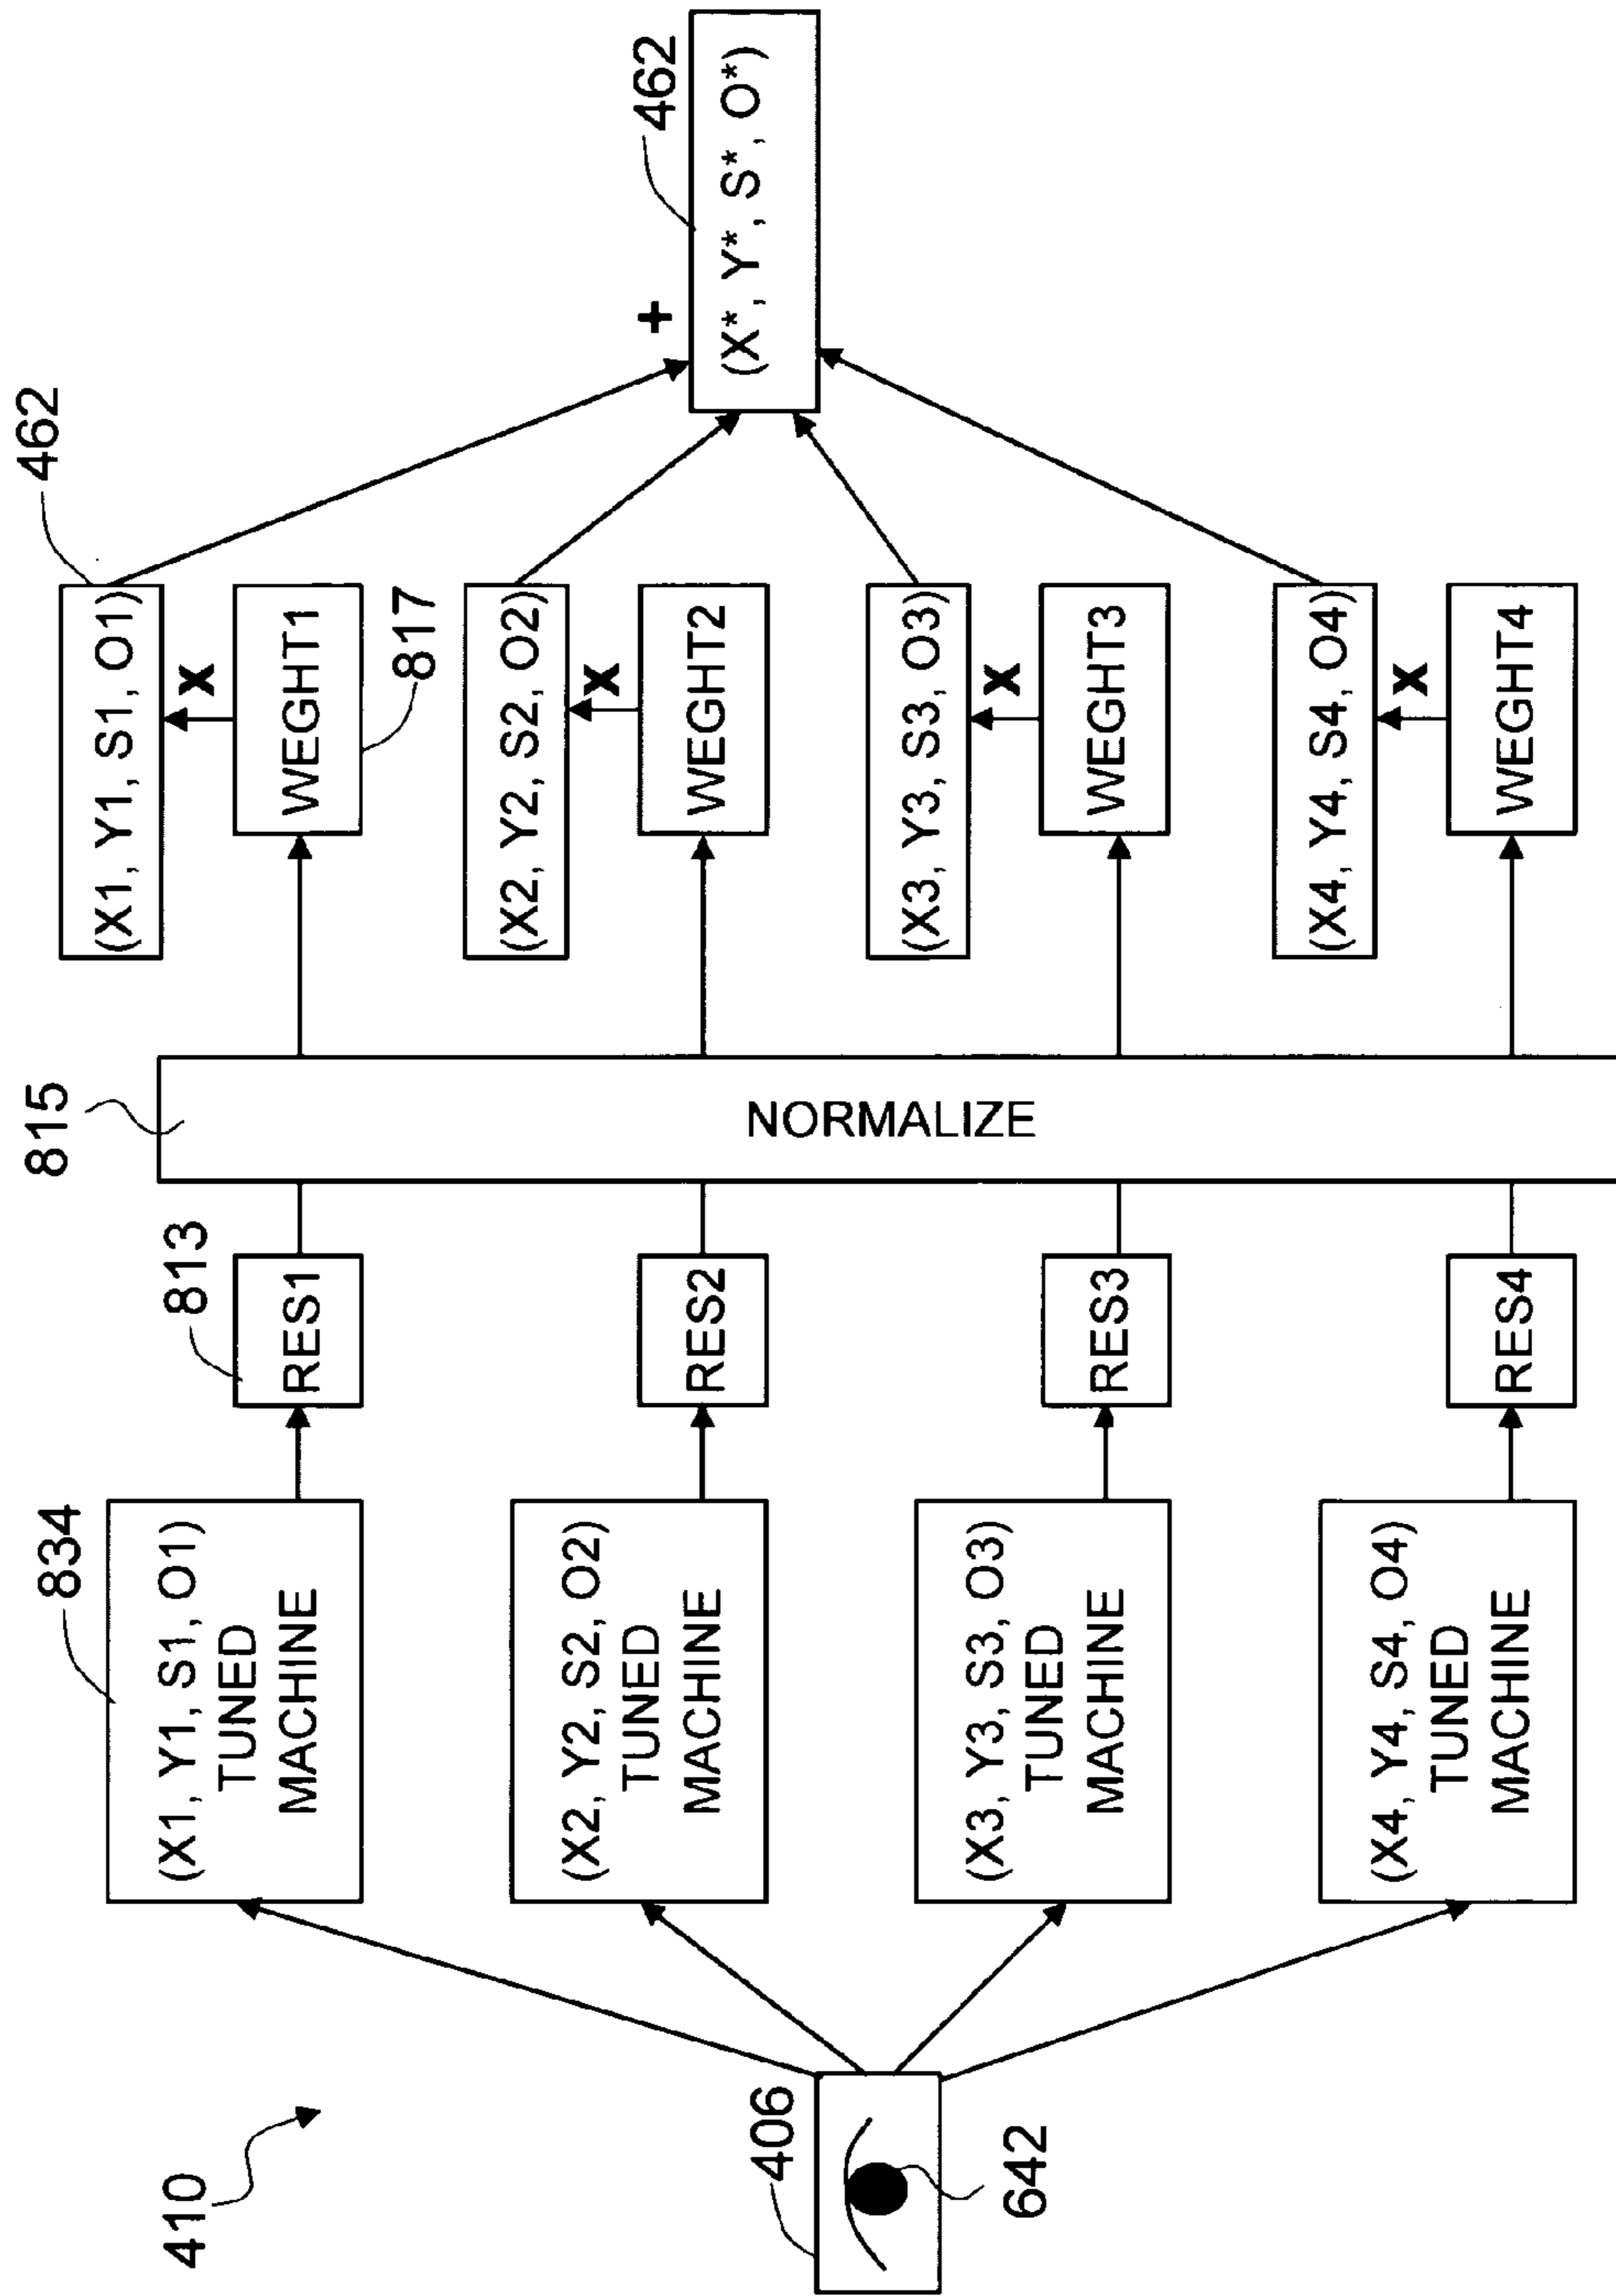 410
406
642
834
(X1, Y1, S1, O1)
TUNED
MACHINE
(X2, Y2, S2, O2)
TUNED
MACHINE
(X3, Y3, S3, O3)
TUNED
MACHINE
(X4, Y4, S4, O4)
TUNED
MACHINE
813
RES1
RES2
RES3
RES4
815
NORMALIZE
462
(X1, Y1, S1, O1)
X
WEGHT1
817
(X2, Y2, S2, O2)
X
WEGHT2
(X3, Y3, S3, O3)
X
WEGHT3
(X4, Y4, S4, O4)
X
WEGHT4
+
462
(X*, Y*, S*, O*)